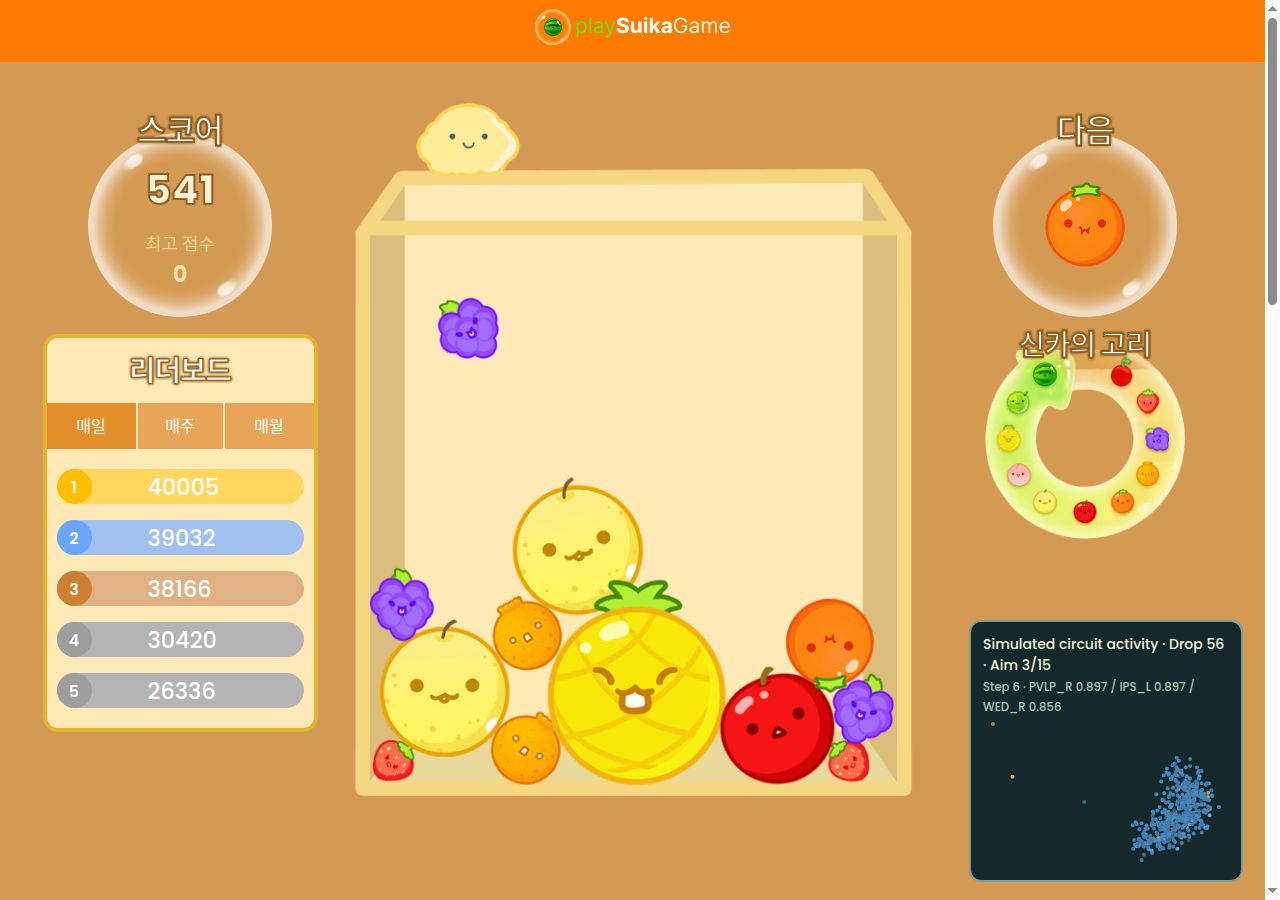 playSuikaGame
스코어
541
최고 점수
0
리더보드
매일 매주 매월
1 40005
2 39032
3 38166
4 30420
5 26336
다음
신카의 고리
Simulated circuit activity · Drop 56
· Aim 3/15
Step 6 · PVLP_R 0.897 / IPS_L 0.897 /
WED_R 0.856